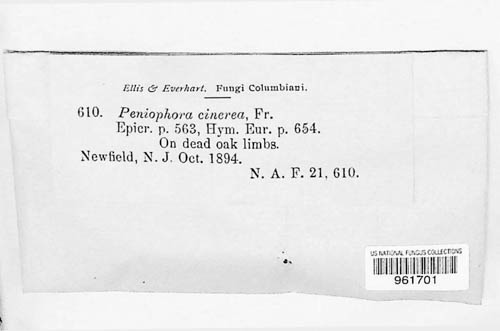 Ellis & Everhart. Fungi Columbiani.
610. Peniophora cinerea, Fr.
Epicr. p. 563, Hym. Eur. p. 654.
On dead oak limbs.
Newfield, N. J. Oct. 1894.
N. A. F. 21, 610.
US NATIONAL FUNGUS COLLECTIONS
961701